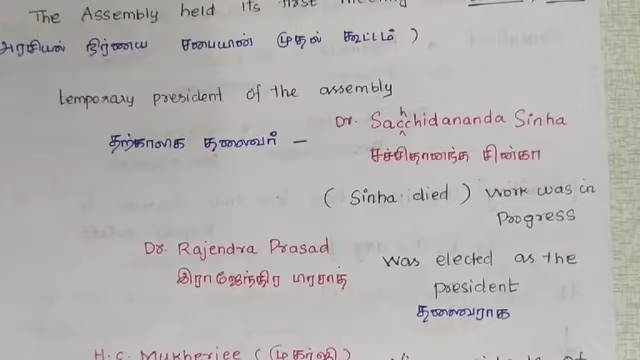 The Assembly held its first
அரசியல் நிர்ணய சபையின் முதல் கூட்டம் )
temporary president of the assembly
Dr. Sachchidananda Sinha
தற்காலிக தலைவர் –
சச்சிதானந்த சின்கா
( Sinha died ) work was in
Progress
Dr. Rajendra Prasad
was elected as the
இராஜேந்திர பிரசாத்
president
தலைவராக
H.C. Mukherjee ( முகர்ஜி )